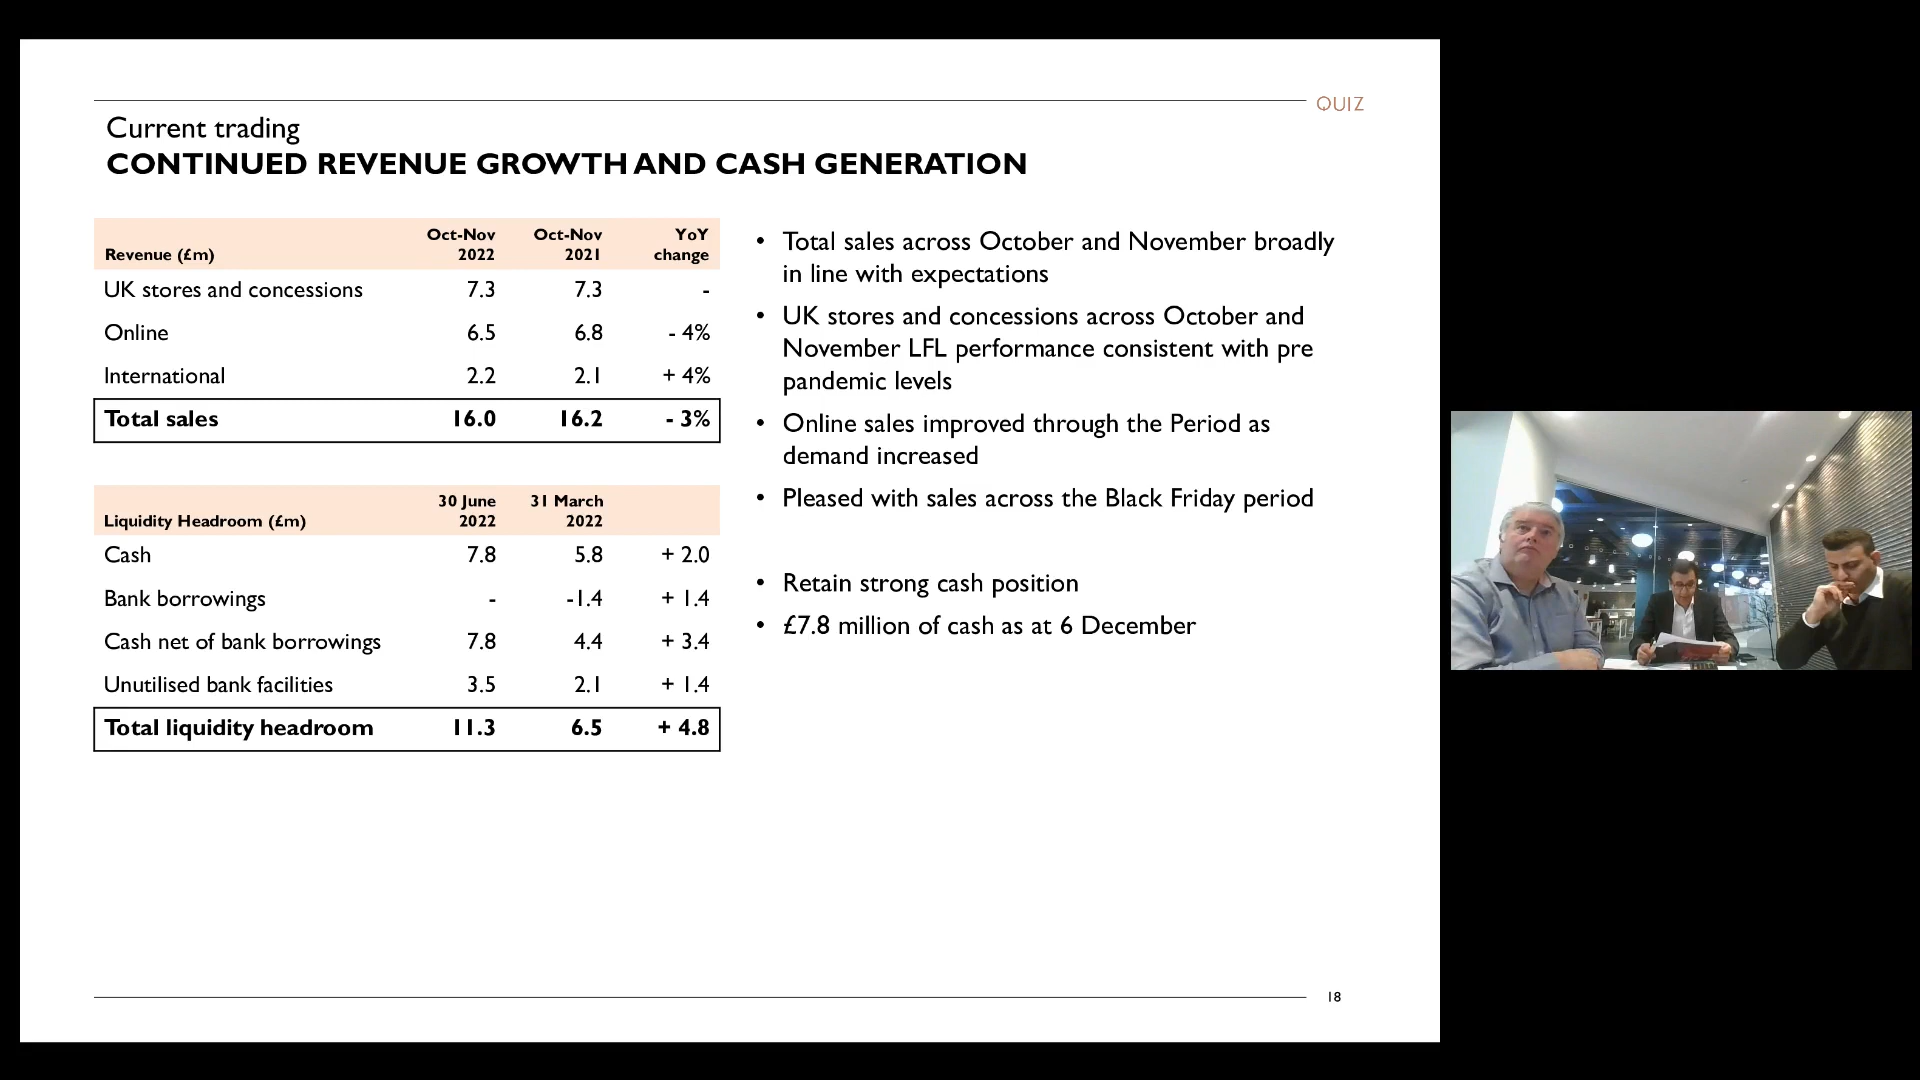 QUIZ
Current trading
CONTINUED REVENUE GROWTH AND CASH GENERATION
Revenue (£m) Oct-Nov 2022 Oct-Nov 2021 YoY change
UK stores and concessions 7.3 7.3 -
Online 6.5 6.8 - 4%
International 2.2 2.1 + 4%
Total sales 16.0 16.2 - 3%
Liquidity Headroom (£m) 30 June 2022 31 March 2022
Cash 7.8 5.8 + 2.0
Bank borrowings - -1.4 + 1.4
Cash net of bank borrowings 7.8 4.4 + 3.4
Unutilised bank facilities 3.5 2.1 + 1.4
Total liquidity headroom 11.3 6.5 + 4.8
• Total sales across October and November broadly
in line with expectations
• UK stores and concessions across October and
November LFL performance consistent with pre
pandemic levels
• Online sales improved through the Period as
demand increased
• Pleased with sales across the Black Friday period
• Retain strong cash position
• £7.8 million of cash as at 6 December
18